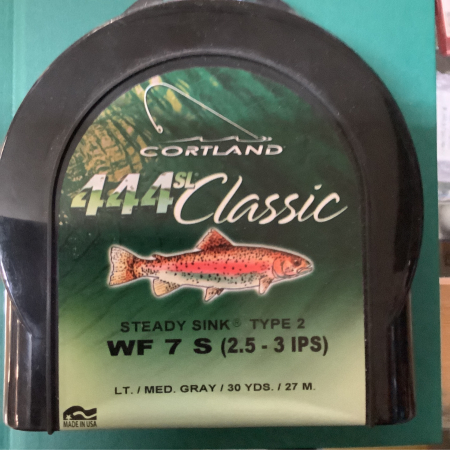 CORTLAND
444SL Classic
STEADY SINK® TYPE 2
WF 7 S (2.5 - 3 IPS)
LT. / MED. GRAY / 30 YDS. / 27 M.
MADE IN USA